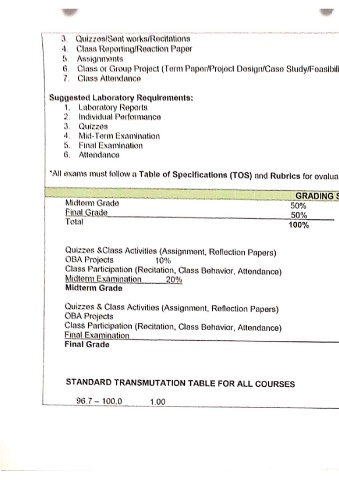 3. Quizzes/Seat works/Recitations
4. Class Reporting/Reaction Paper
5. Assignments
6. Class or Group Project (Term Paper/Project Design/Case Study/Feasibili
7. Class Attendance
Suggested Laboratory Requirements:
1. Laboratory Reports
2. Individual Performance
3. Quizzes
4. Mid-Term Examination
5. Final Examination
6. Attendance
*All exams must follow a Table of Specifications (TOS) and Rubrics for evalua
GRADING S
Midterm Grade 50%
Final Grade 50%
Total 100%
Quizzes &Class Activities (Assignment, Reflection Papers)
OBA Projects 10%
Class Participation (Recitation, Class Behavior, Attendance)
Midterm Examination 20%
Midterm Grade
Quizzes & Class Activities (Assignment, Reflection Papers)
OBA Projects
Class Participation (Recitation, Class Behavior, Attendance)
Final Examination
Final Grade
STANDARD TRANSMUTATION TABLE FOR ALL COURSES
96.7 – 100.0 1.00